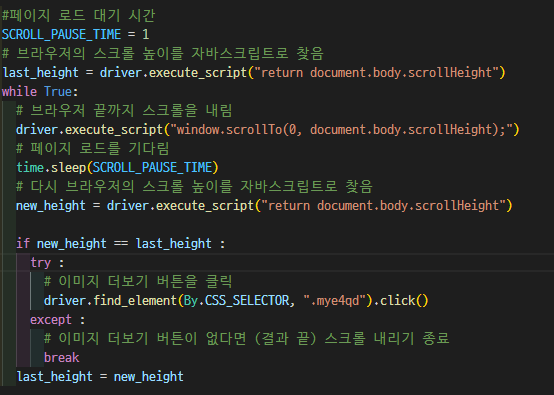 #페이지 로드 대기 시간
SCROLL_PAUSE_TIME = 1
# 브라우저의 스크롤 높이를 자바스크립트로 찾음
last_height = driver.execute_script("return document.body.scrollHeight")
while True:
  # 브라우저 끝까지 스크롤을 내림
  driver.execute_script("window.scrollTo(0, document.body.scrollHeight);")
  # 페이지 로드를 기다림
  time.sleep(SCROLL_PAUSE_TIME)
  # 다시 브라우저의 스크롤 높이를 자바스크립트로 찾음
  new_height = driver.execute_script("return document.body.scrollHeight")

  if new_height == last_height :
    try :
      # 이미지 더보기 버튼을 클릭
      driver.find_element(By.CSS_SELECTOR, ".mye4qd").click()
    except :
      # 이미지 더보기 버튼이 없다면 (결과 끝) 스크롤 내리기 종료
      break
  last_height = new_height